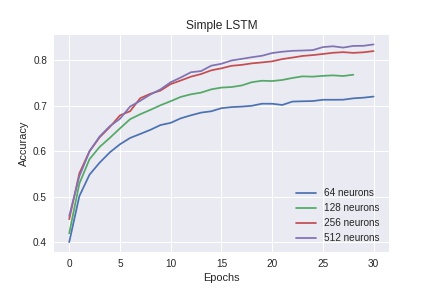 Simple LSTM
Accuracy
0.8
0.7
0.6
0.5
0.4
64 neurons
128 neurons
256 neurons
512 neurons
0 5 10 15 20 25 30
Epochs